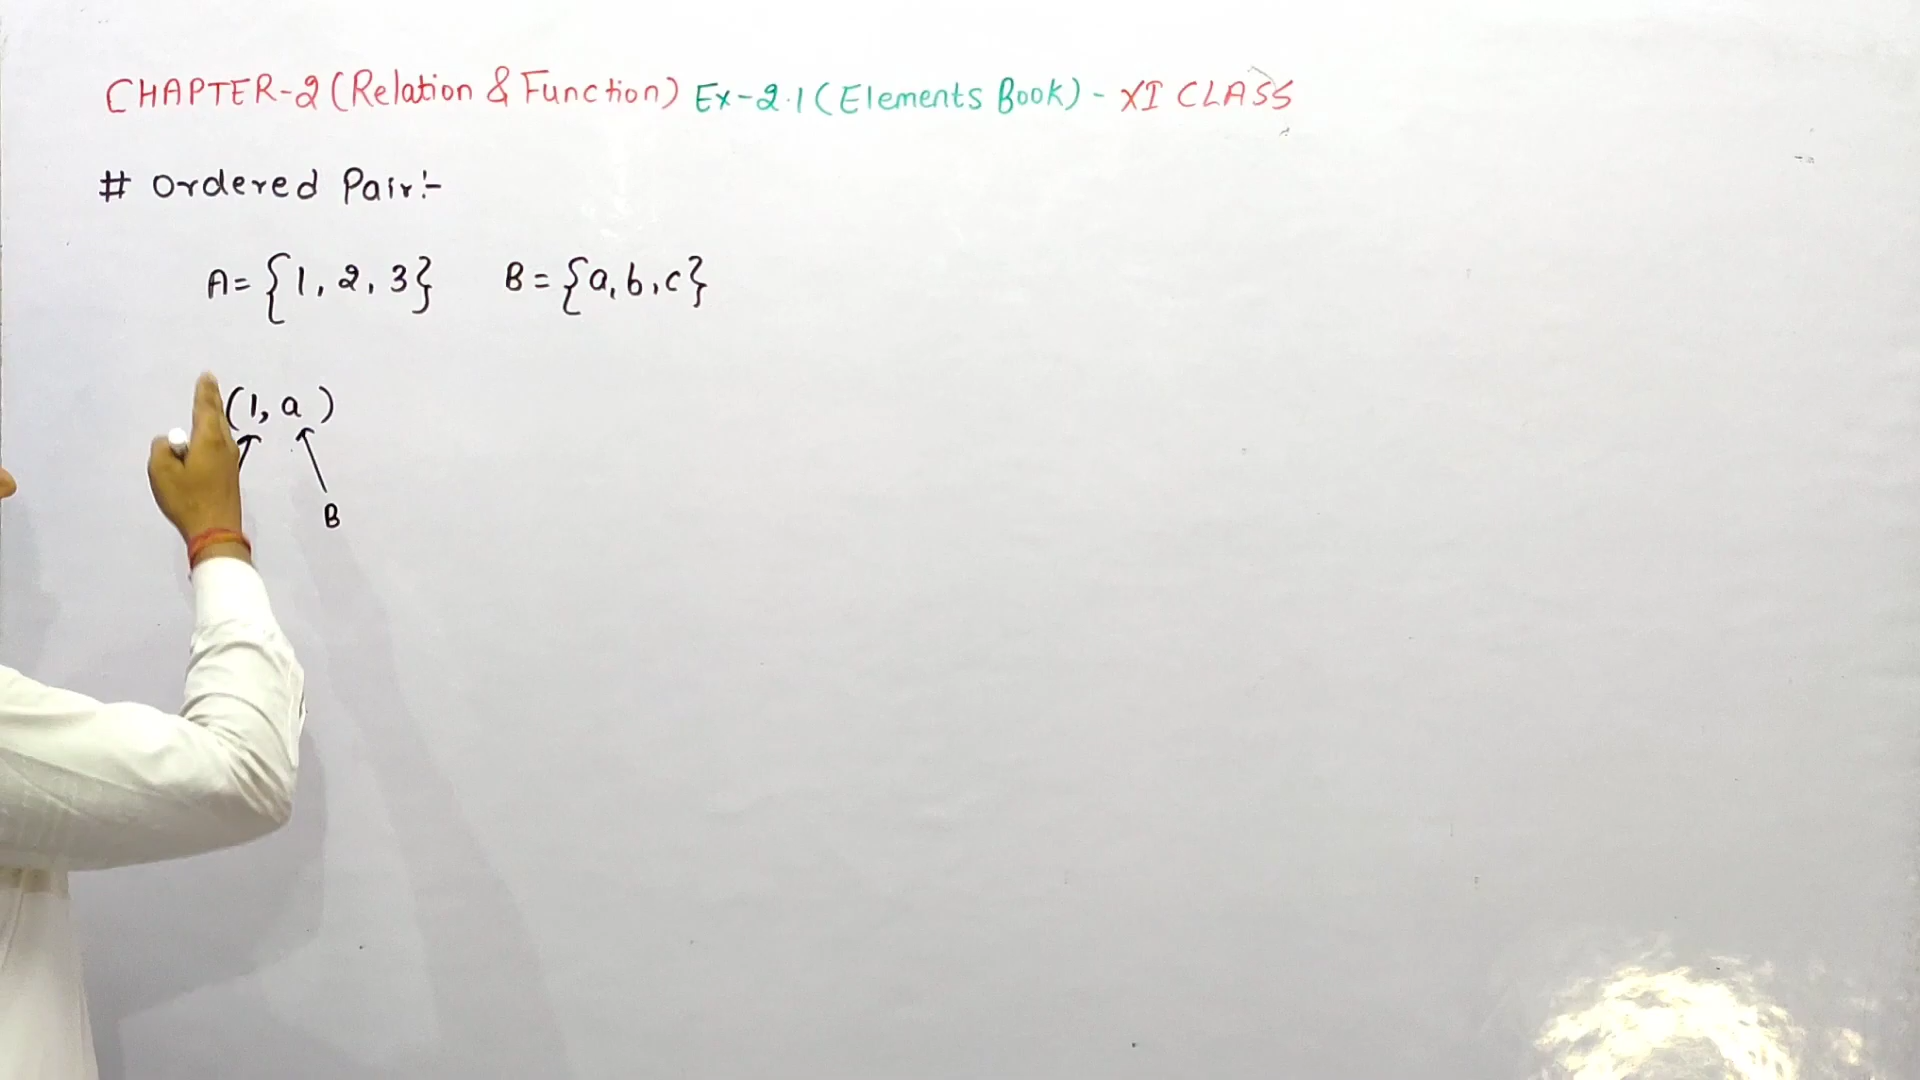 CHAPTER-2 (Relation & Function) Ex-2.1 (Elements Book) - XI CLASS
# Ordered Pair:-
A= {1, 2, 3} B = {a, b, c}
(1, a )
B